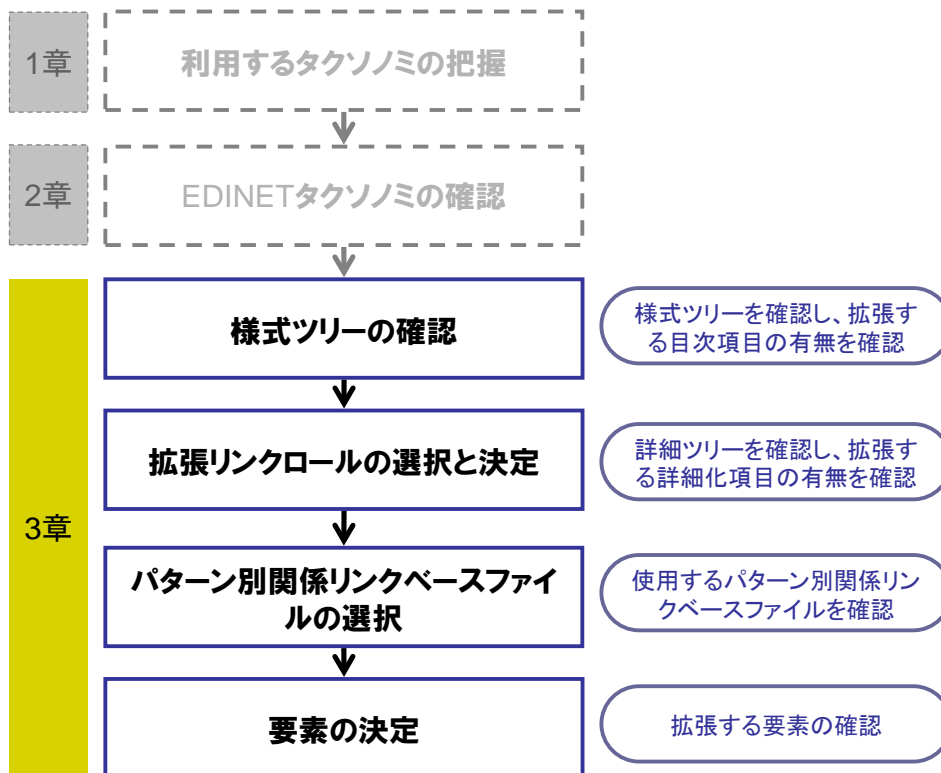 1章
利用するタクソノミの把握
2章
EDINETタクソノミの確認
3章
様式ツリーの確認
様式ツリーを確認し、拡張す
る目次項目の有無を確認
拡張リンクロールの選択と決定
詳細ツリーを確認し、拡張す
る詳細化項目の有無を確認
パターン別関係リンクベースファイ
ルの選択
使用するパターン別関係リン
クベースファイルを確認
要素の決定
拡張する要素の確認